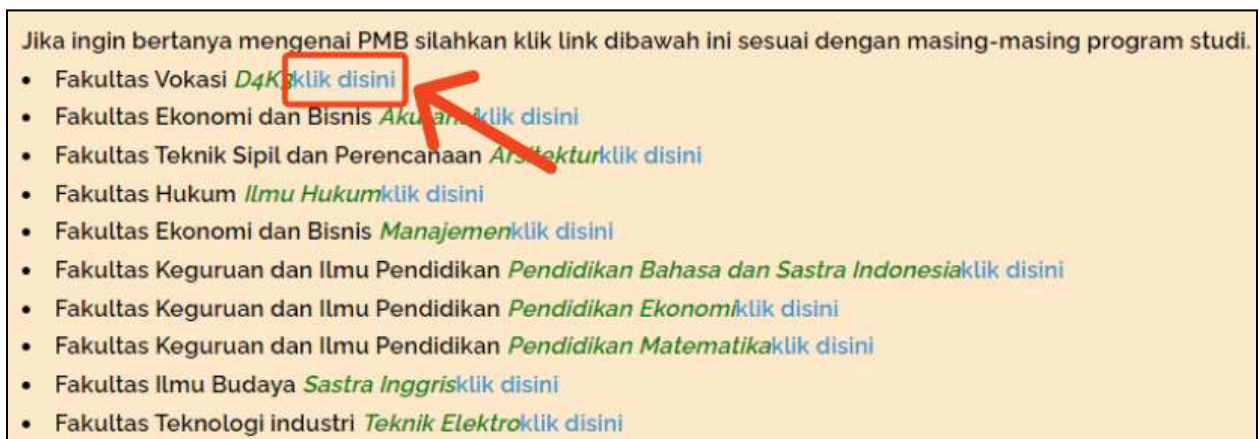 Jika ingin bertanya mengenai PMB silahkan klik link dibawah ini sesuai dengan masing-masing program studi.
• Fakultas Vokasi D4K3klik disini
• Fakultas Ekonomi dan Bisnis Akuntansiklik disini
• Fakultas Teknik Sipil dan Perencanaan Arsitekturklik disini
• Fakultas Hukum Ilmu Hukumklik disini
• Fakultas Ekonomi dan Bisnis Manajemenklik disini
• Fakultas Keguruan dan Ilmu Pendidikan Pendidikan Bahasa dan Sastra Indonesiaklik disini
• Fakultas Keguruan dan Ilmu Pendidikan Pendidikan Ekonomiklik disini
• Fakultas Keguruan dan Ilmu Pendidikan Pendidikan Matematikaklik disini
• Fakultas Ilmu Budaya Sastra Inggrisklik disini
• Fakultas Teknologi industri Teknik Elektroklik disini